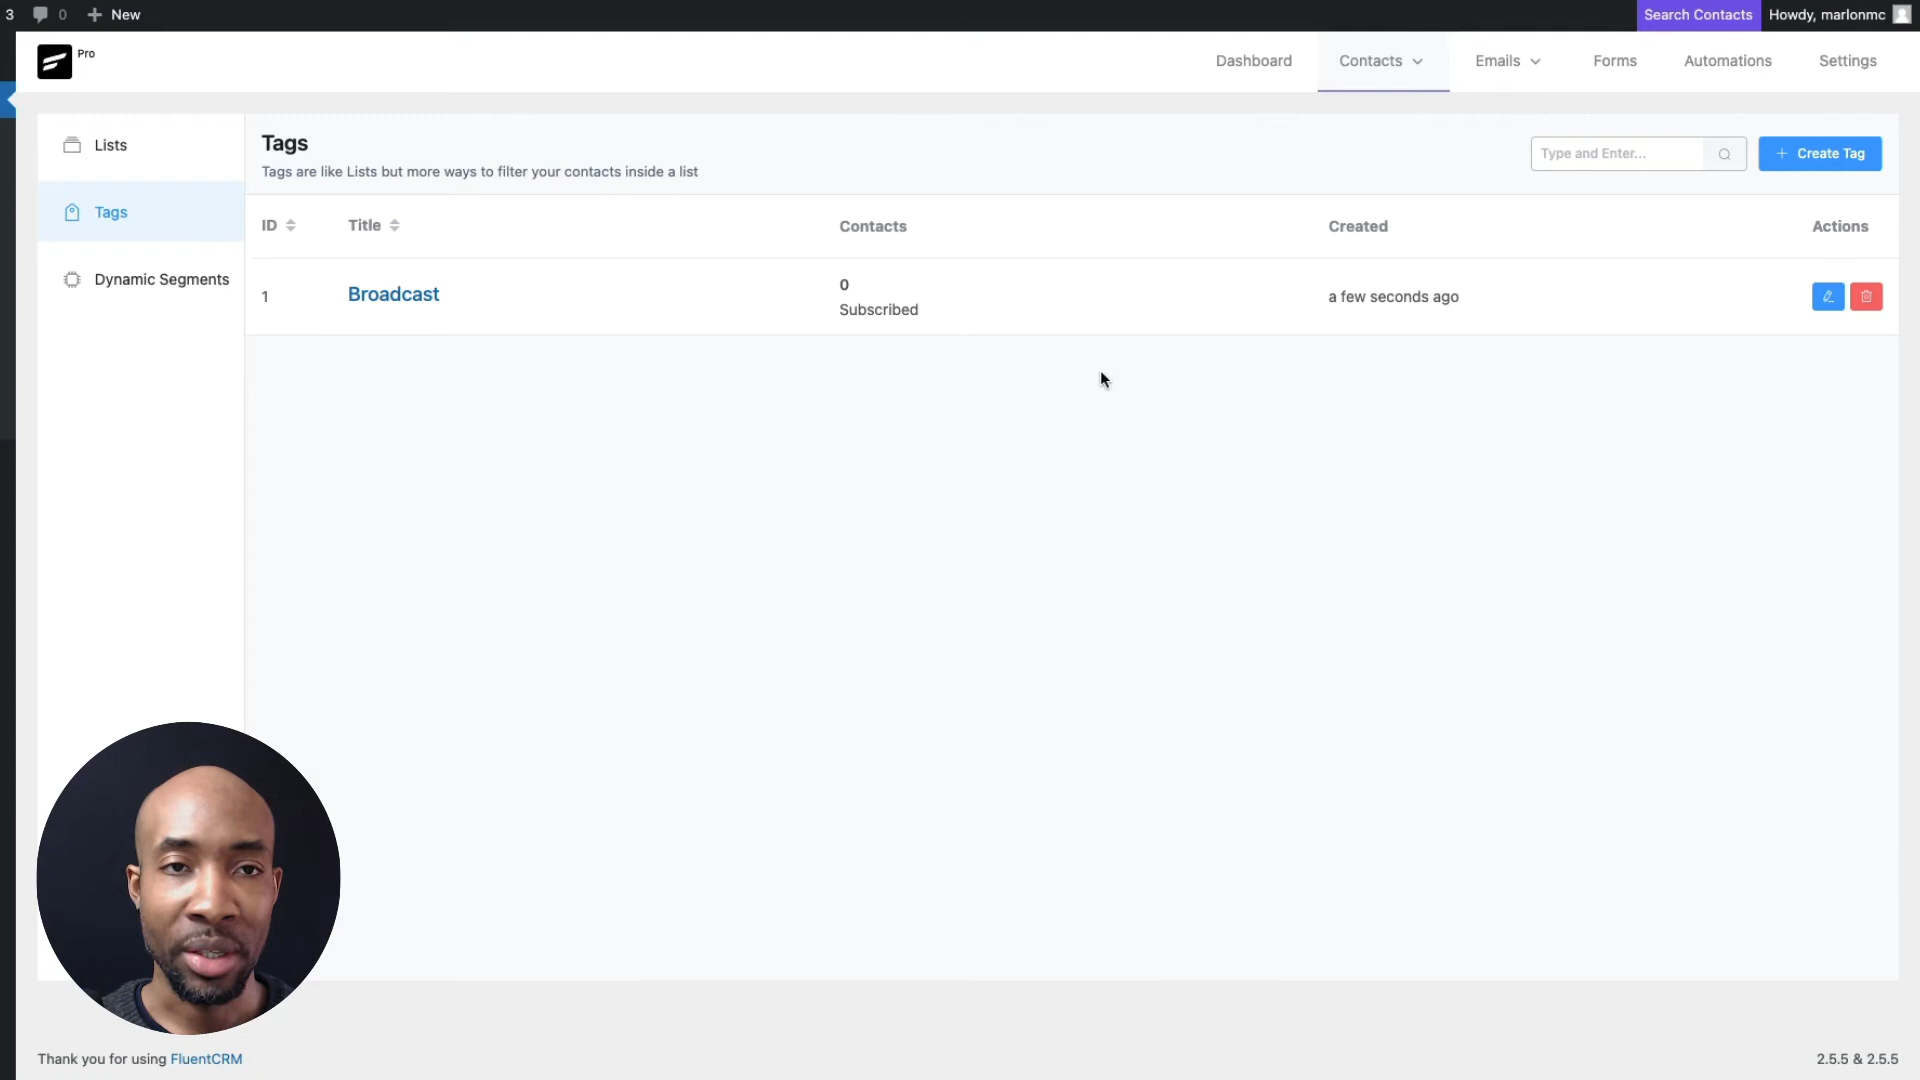 3 0 New Search Contacts Howdy, marlonmc
Pro Dashboard Contacts Emails Forms Automations Settings
Lists
Tags
Dynamic Segments
Tags
Tags are like Lists but more ways to filter your contacts inside a list
Type and Enter... Create Tag
ID Title Contacts Created Actions
1 Broadcast 0 Subscribed a few seconds ago
Thank you for using FluentCRM 2.5.5 & 2.5.5